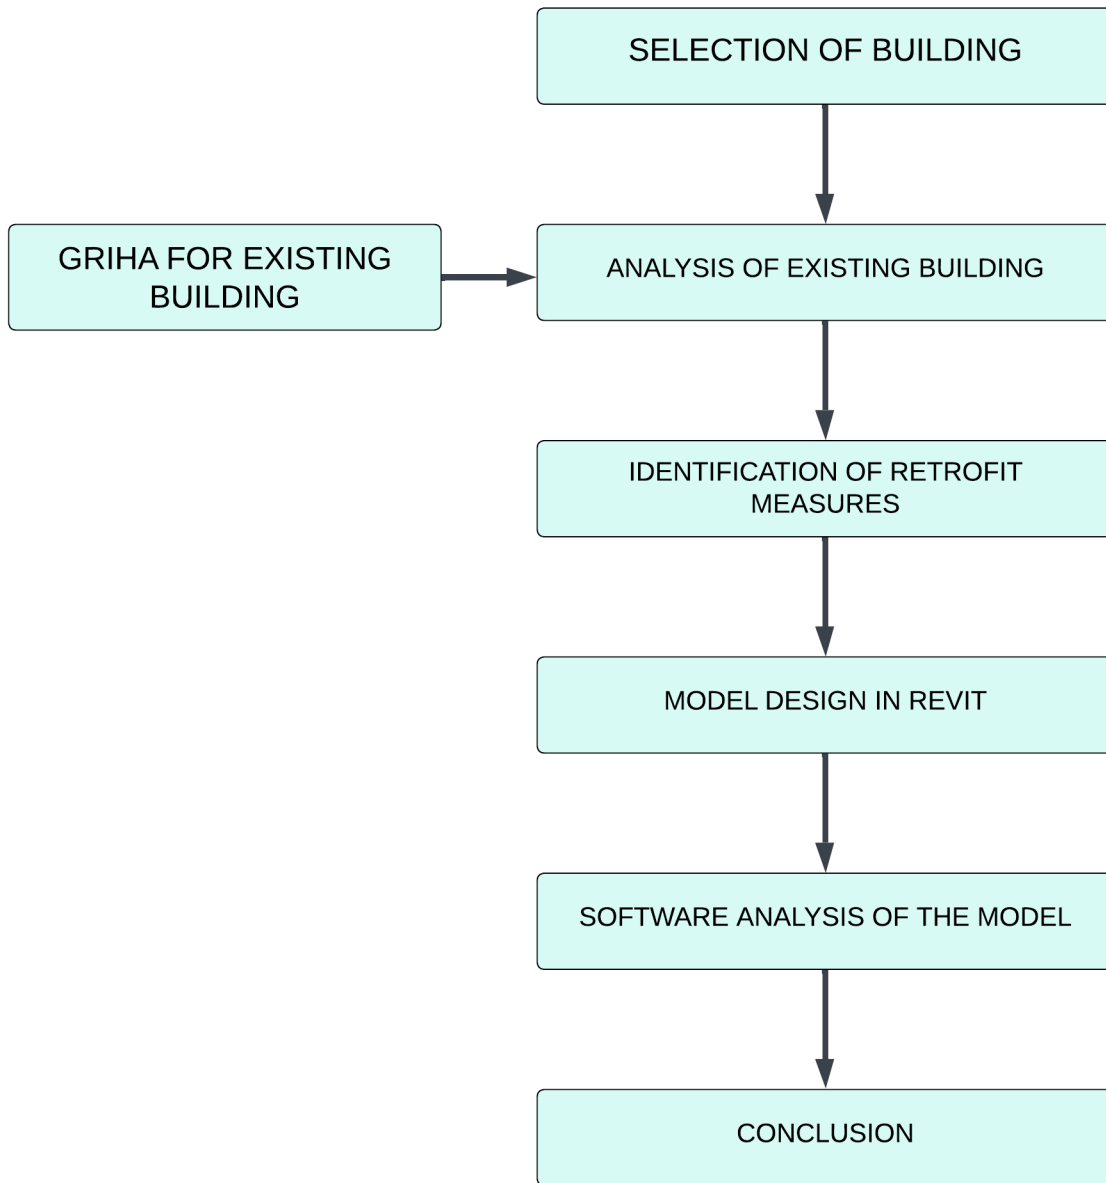 SELECTION OF BUILDING
GRIHA FOR EXISTING
BUILDING
ANALYSIS OF EXISTING BUILDING
IDENTIFICATION OF RETROFIT
MEASURES
MODEL DESIGN IN REVIT
SOFTWARE ANALYSIS OF THE MODEL
CONCLUSION